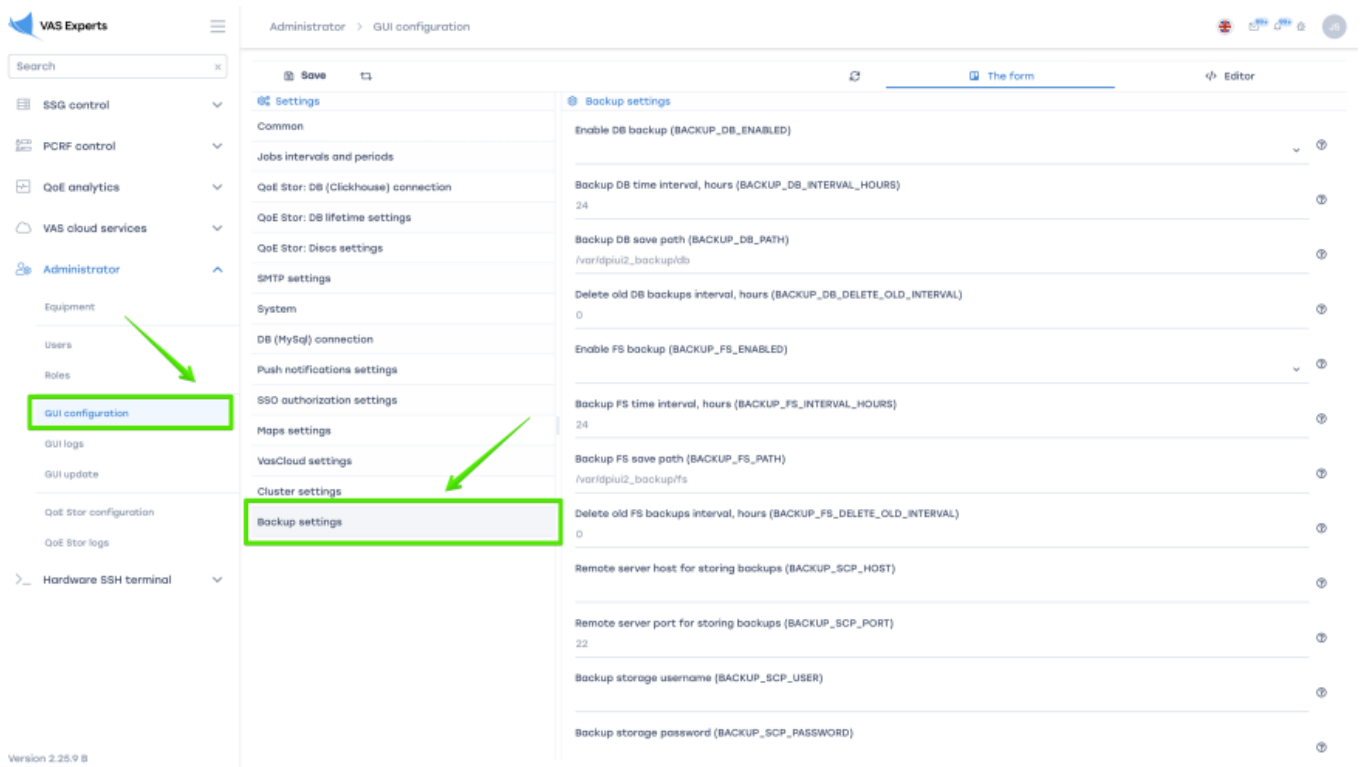 VAS Experts
Administrator > GUI configuration
JS
Search
Save
The form
Editor
SSG control
PCRF control
QoE analytics
VAS cloud services
Administrator
Equipment
Users
Roles
GUI configuration
GUI logs
GUI update
QoE Stor configuration
QoE Stor logs
Hardware SSH terminal
Version 2.25.9 B
Settings
Common
Jobs intervals and periods
QoE Stor: DB (Clickhouse) connection
QoE Stor: DB lifetime settings
QoE Stor: Discs settings
SMTP settings
System
DB (MySql) connection
Push notifications settings
SSO authorization settings
Maps settings
VasCloud settings
Cluster settings
Backup settings
Backup settings
Enable DB backup (BACKUP_DB_ENABLED)
Backup DB time interval, hours (BACKUP_DB_INTERVAL_HOURS)
24
Backup DB save path (BACKUP_DB_PATH)
/var/dpiui2_backup/db
Delete old DB backups interval, hours (BACKUP_DB_DELETE_OLD_INTERVAL)
0
Enable FS backup (BACKUP_FS_ENABLED)
Backup FS time interval, hours (BACKUP_FS_INTERVAL_HOURS)
24
Backup FS save path (BACKUP_FS_PATH)
/var/dpiui2_backup/fs
Delete old FS backups interval, hours (BACKUP_FS_DELETE_OLD_INTERVAL)
0
Remote server host for storing backups (BACKUP_SCP_HOST)
Remote server port for storing backups (BACKUP_SCP_PORT)
22
Backup storage username (BACKUP_SCP_USER)
Backup storage password (BACKUP_SCP_PASSWORD)